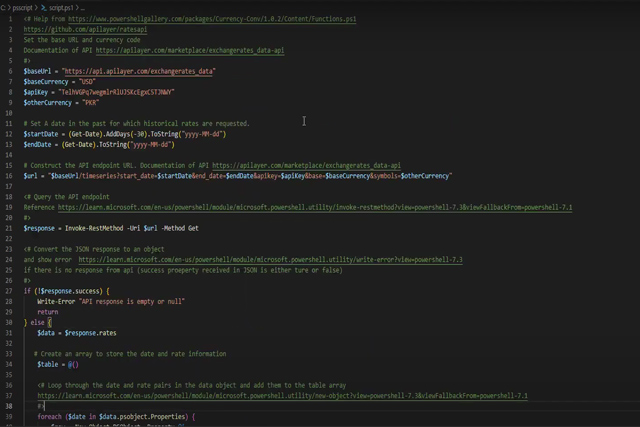 C: > psscript > script.ps1 > ...
1 <# Help from https://www.powershellgallery.com/packages/Currency-Conv/1.0.2/Content/Functions.ps1
2 https://github.com/apilayer/ratesapi
3 Set the base URL and currency code
4 Documentation of API https://apilayer.com/marketplace/exchangerates_data-api
5 #>
6 $baseUrl = "https://api.apilayer.com/exchangerates_data"
7 $baseCurrency = "USD"
8 $apiKey =
9 $otherCurrency = "PKR"
10
11 # Set A date in the past for which historical rates are requested.
12 $startDate = (Get-Date).AddDays(-30).ToString("yyyy-MM-dd")
13 $endDate = (Get-Date).ToString("yyyy-MM-dd")
14
15 # Construct the API endpoint URL. Documentation of API https://apilayer.com/marketplace/exchangerates_data-api
16 $url = "$baseUrl/timeseries?start_date=$startDate&end_date=$endDate&apikey=$apiKey&base=$baseCurrency&symbols=$otherCurrency"
17
18 <# Query the API endpoint
19 Reference https://learn.microsoft.com/en-us/powershell/module/microsoft.powershell.utility/invoke-restmethod?view=powershell-7.3&viewFallbackFrom=powershell-7.1
20 #>
21 $response = Invoke-RestMethod -Uri $url -Method Get
22
23 <# Convert the JSON response to an object
24 and show error https://learn.microsoft.com/en-us/powershell/module/microsoft.powershell.utility/write-error?view=powershell-7.3
25 if there is no response from api (success proeperty received in JSON is either ture or false)
26 #>
27 if (!$response.success) {
28 Write-Error "API response is empty or null"
29 return
30 } else {
31 $data = $response.rates
32
33 # Create an array to store the date and rate information
34 $table = @()
35
36 <# Loop through the date and rate pairs in the data object and add them to the table array
37 https://learn.microsoft.com/en-us/powershell/module/microsoft.powershell.utility/new-object?view=powershell-7.3&viewFallbackFrom=powershell-7.1
38 #>
39 foreach ($date in $data.psobject.Properties) {